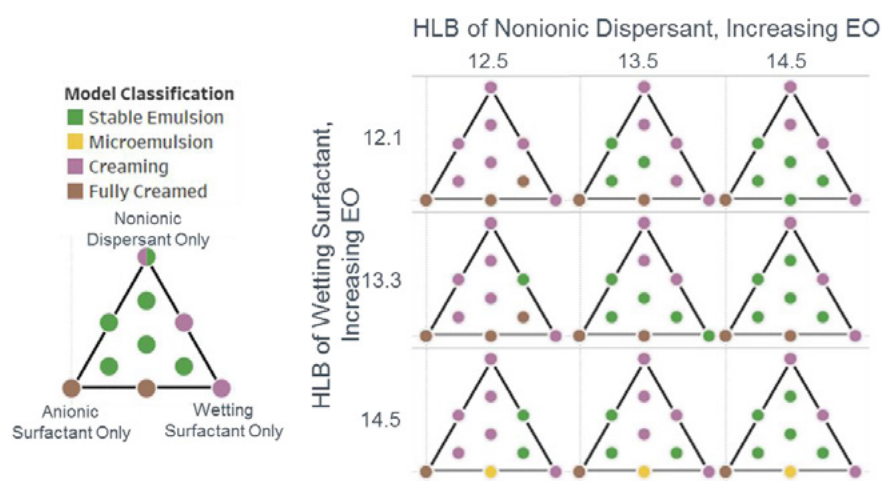 HLB of Nonionic Dispersant, Increasing EO
12.5 13.5 14.5
Model Classification
Stable Emulsion
Microemulsion
Creaming
Fully Creamed
Nonionic
Dispersant Only
Anionic
Surfactant Only
Wetting
Surfactant Only
HLB of Wetting Surfactant,
Increasing EO
12.1
13.3
14.5